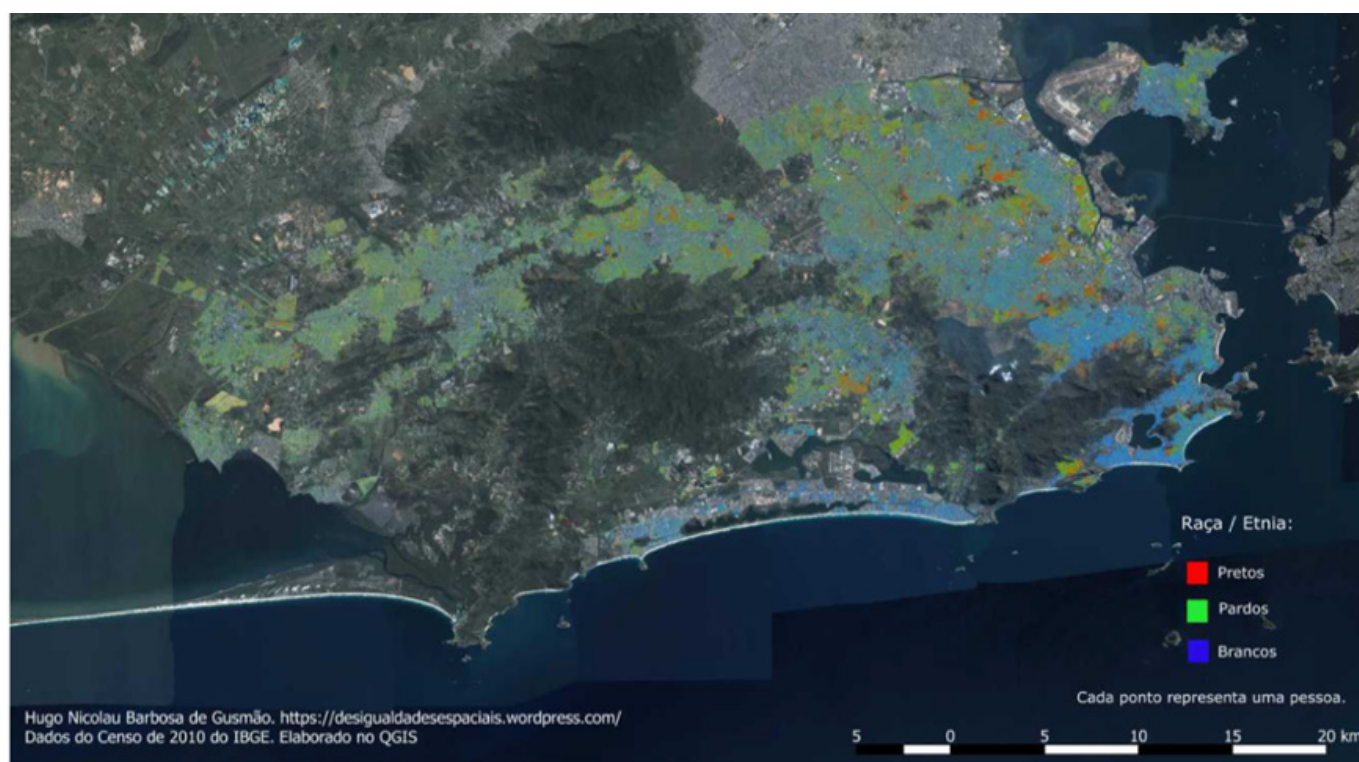 Raça / Etnia:
Pretos
Pardos
Brancos
Cada ponto representa uma pessoa.
Hugo Nicolau Barbosa de Gusmão. https://desigualdadesespaciais.wordpress.com/
Dados do Censo de 2010 do IBGE. Elaborado no QGIS
5 0 5 10 15 20 km